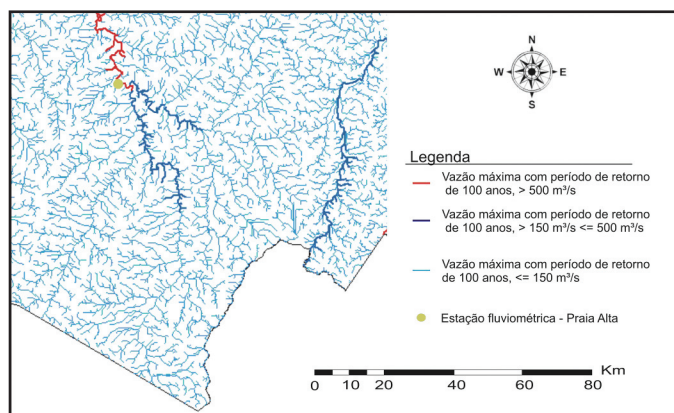 N
W
E
S
Legenda
Vazão máxima com período de retorno
de 100 anos, > 500 m³/s
Vazão máxima com período de retorno
de 100 anos, > 150 m³/s <= 500 m³/s
Vazão máxima com período de retorno
de 100 anos, <= 150 m³/s
Estação fluviométrica - Praia Alta
Km
0 5 10 20 40 60 80